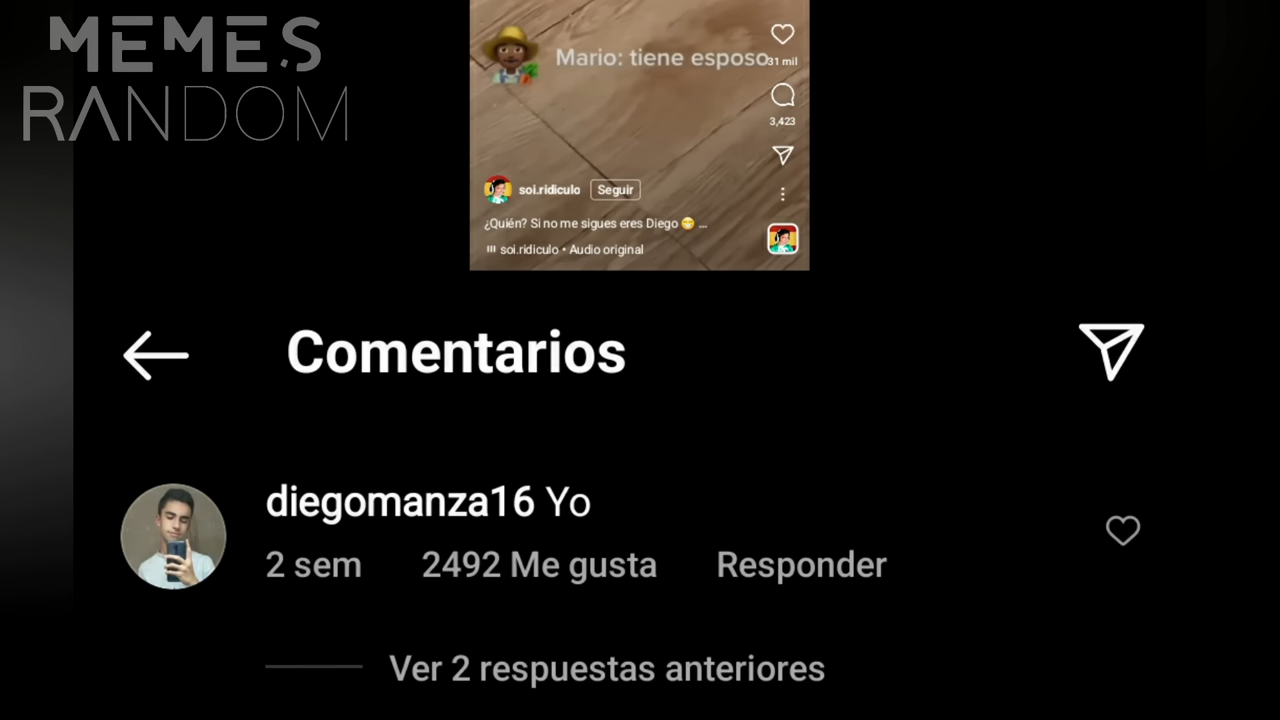 MEMES
RANDOM
Mario: tiene esposo
31 mil
3,423
soi.ridiculo Seguir
¿Quién? Si no me sigues eres Diego 😁 ...
soi.ridiculo • Audio original
Comentarios
diegomanza16 Yo
2 sem 2492 Me gusta Responder
Ver 2 respuestas anteriores